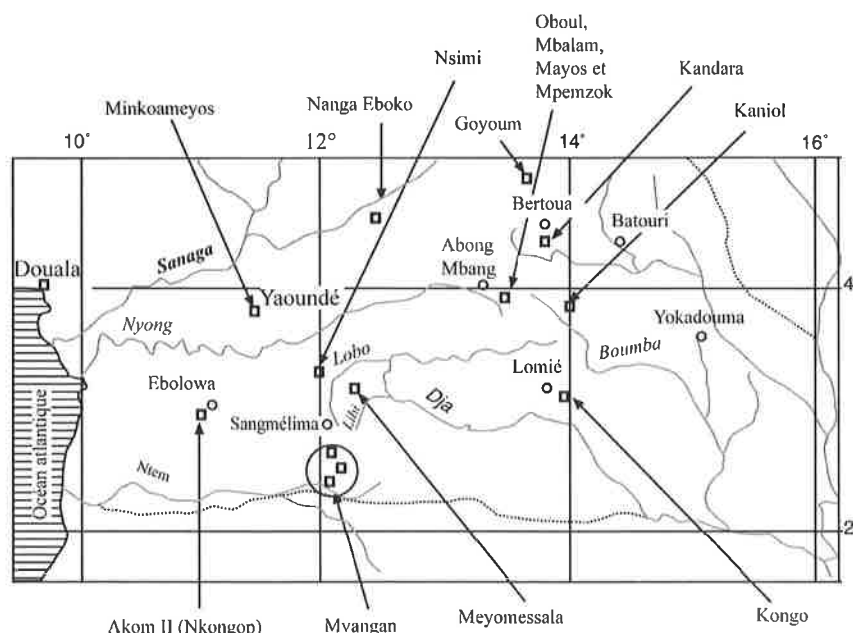 Oboul,
Mbalam,
Mayos et
Mpemzok
Nsimi
Kandara
Nanga Eboko
Minkoameyos
Goyoum
Kaniol
10°
12°
14°
16°
Bertoua
Batouri
Sanaga
Abong
Mbang
Douala
4
Yaoundé
Nyong
Yokadouma
Lobo
Boumba
Lomié
Ebolowa
Dja
Sangmélima
Libi
Océan atlantique
Ntem
2
Akom II (Nkongop)
Mvangan
Meyomessala
Kongo